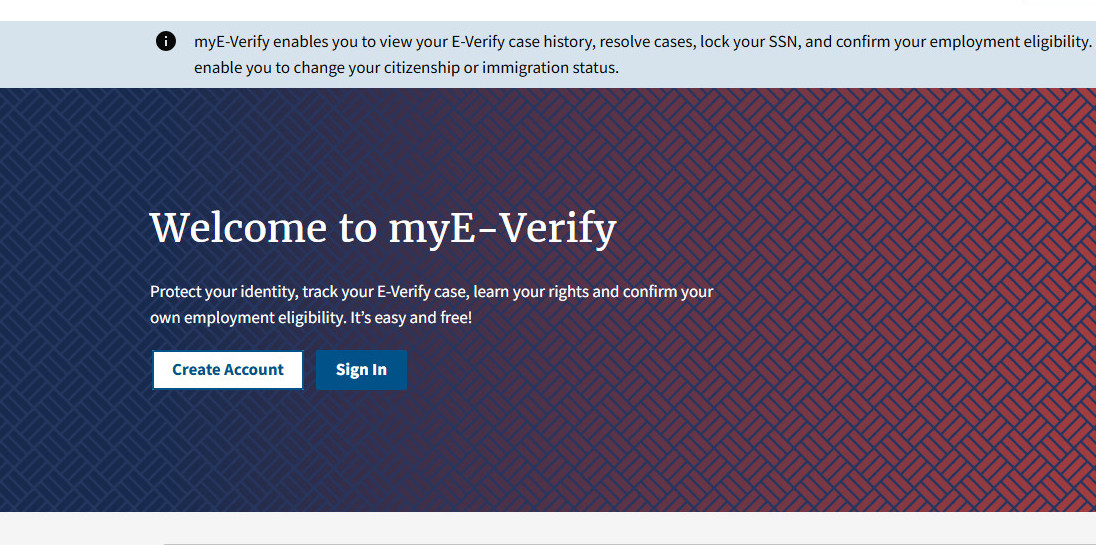 myE-Verify enables you to view your E-Verify case history, resolve cases, lock your SSN, and confirm your employment eligibility.
enable you to change your citizenship or immigration status.
Welcome to myE-Verify
Protect your identity, track your E-Verify case, learn your rights and confirm your
own employment eligibility. It’s easy and free!
Create Account
Sign In